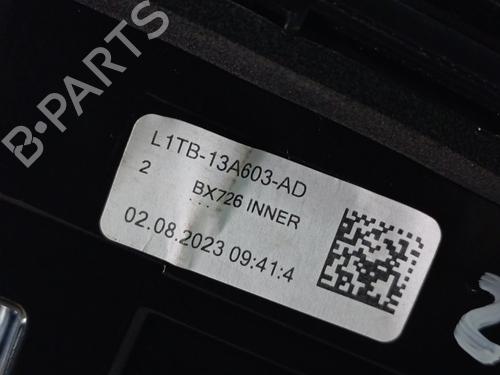 B-PARTS
L1TB-13A603-AD
2
BX726 INNER
02.08.2023 09:41:4